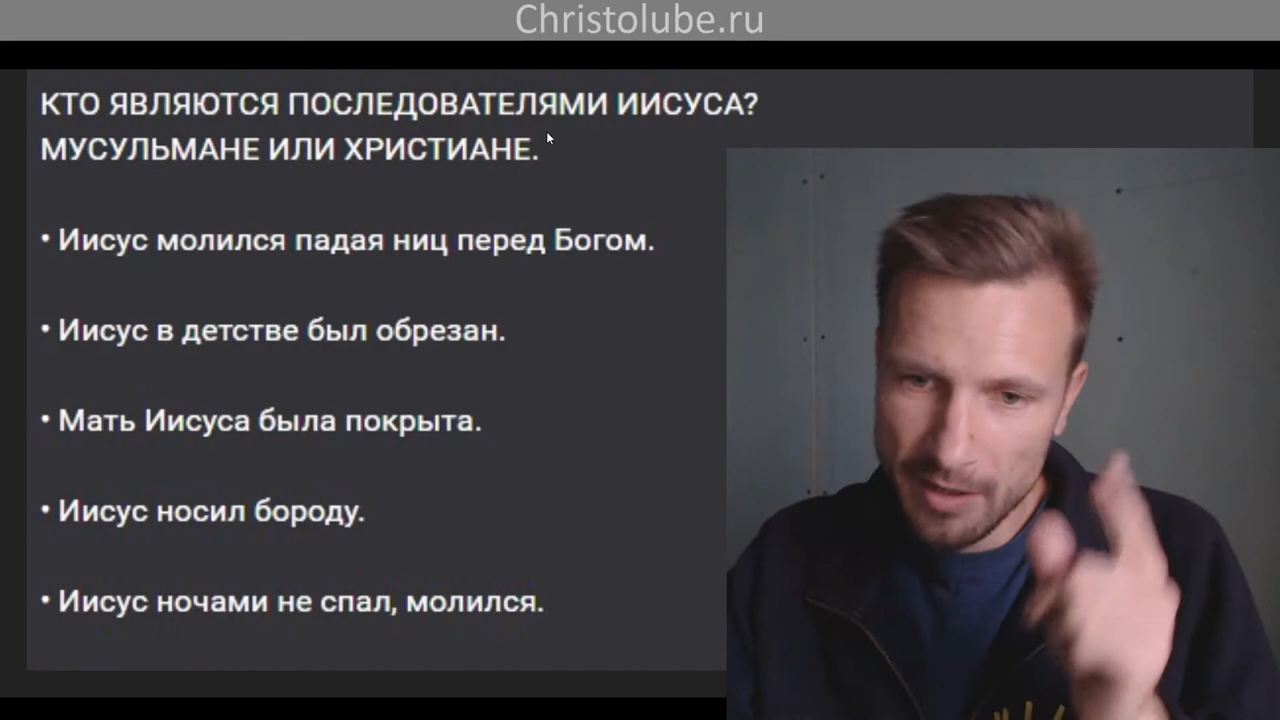 Christolube.ru
КТО ЯВЛЯЮТСЯ ПОСЛЕДОВАТЕЛЯМИ ИИСУСА?
МУСУЛЬМАНЕ ИЛИ ХРИСТИАНЕ.
• Иисус молился падая ниц перед Богом.
• Иисус в детстве был обрезан.
• Мать Иисуса была покрыта.
• Иисус носил бороду.
• Иисус ночами не спал, молился.